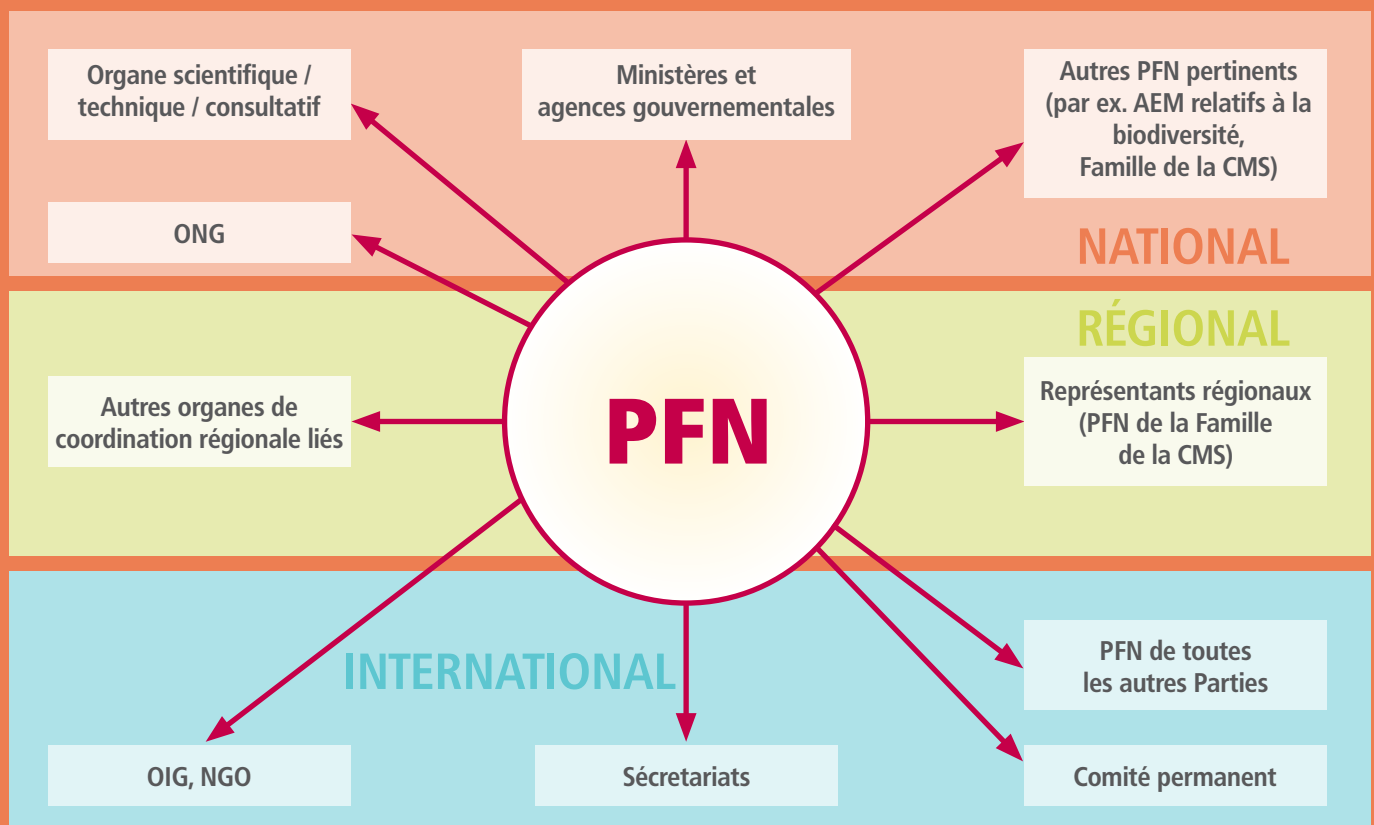 Organe scientifique /
technique / consultatif
Ministères et
agences gouvernementales
Autres PFN pertinents
(par ex. AEM relatifs à la
biodiversité,
Famille de la CMS)
ONG
NATIONAL
RÉGIONAL
Autres organes de
coordination régionale liés
PFN
Représentants régionaux
(PFN de la Famille
de la CMS)
INTERNATIONAL
PFN de toutes
les autres Parties
OIG, NGO
Sécretariats
Comité permanent